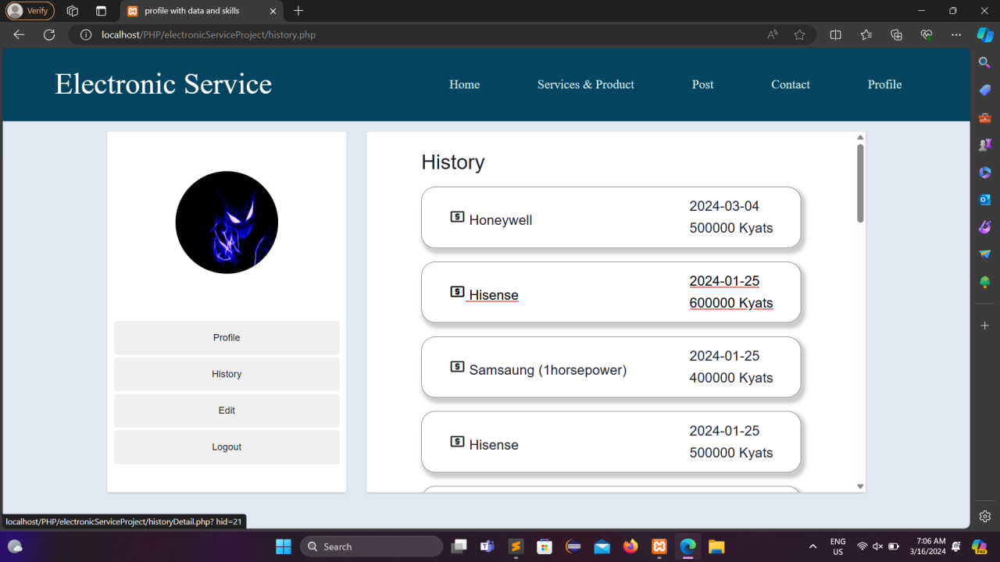 Verify
profile with data and skills
localhost/PHP/electronicServiceProject/history.php
Electronic Service
Home
Services & Product
Post
Contact
Profile
Profile
History
Edit
Logout
History
Honeywell
2024-03-04
500000 Kyats
Hisense
2024-01-25
600000 Kyats
Samsaung (1horsepower)
2024-01-25
400000 Kyats
Hisense
2024-01-25
500000 Kyats
localhost/PHP/electronicServiceProject/historyDetail.php? hid=21
Search
ENG
US
7:06 AM
3/16/2024
PRE